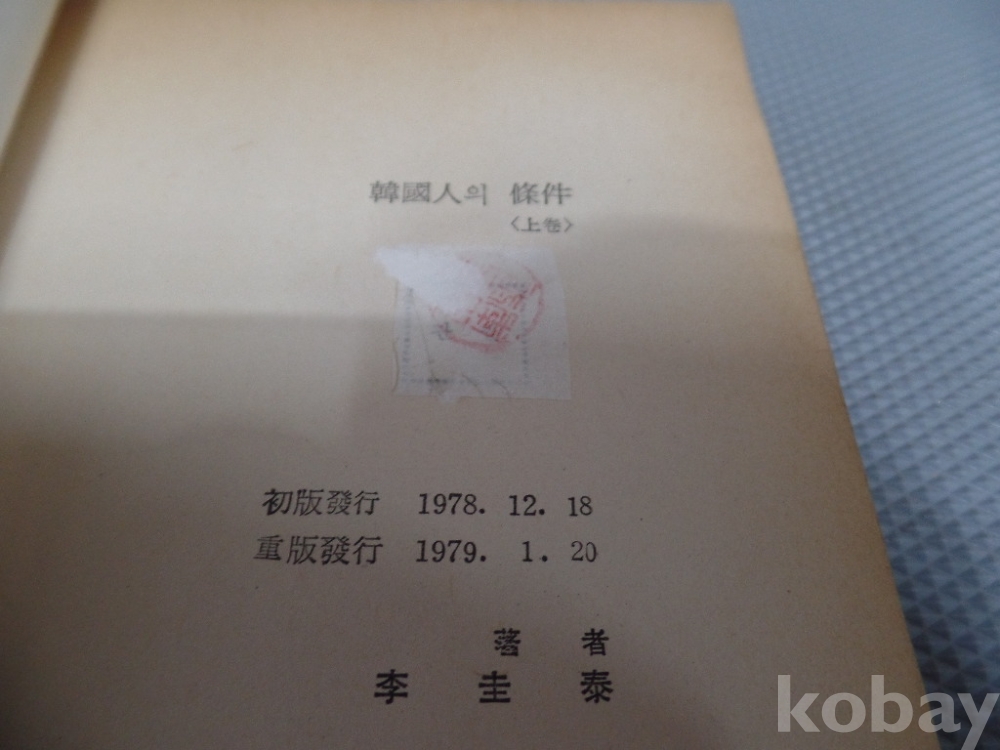 韓國人의 條件
〈上卷〉
初版發行 1978. 12. 18
重版發行 1979. 1. 20
著 者
李 圭 泰
kobay